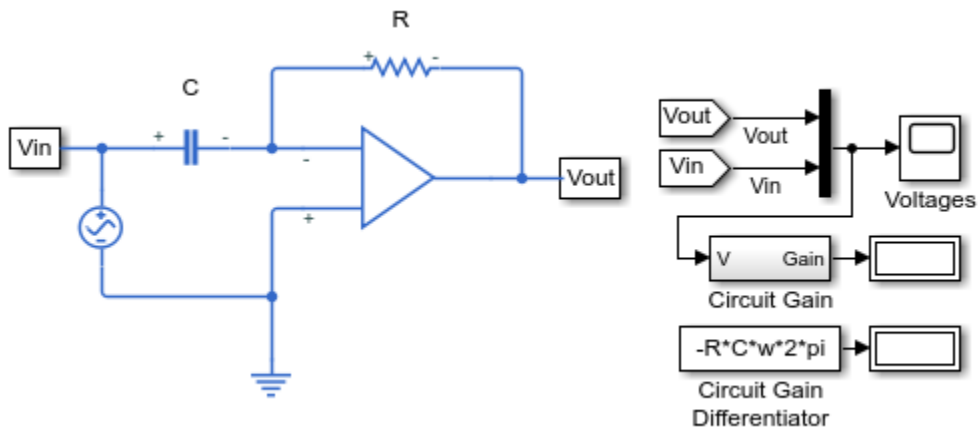 R
+ -
C
Vin
+ -
-
+
+
-
Vout
Vout
Vout
Vin
Vin
Voltages
V Gain
Circuit Gain
-R*C*w*2*pi
Circuit Gain
Differentiator